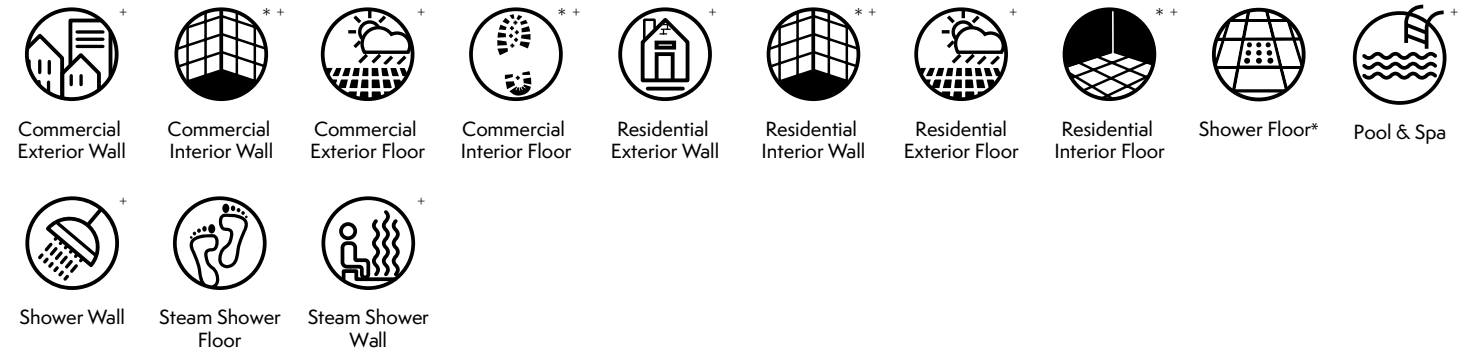 + * + + * + + * + + * + +
Commercial Exterior Wall
Commercial Interior Wall
Commercial Exterior Floor
Commercial Interior Floor
Residential Exterior Wall
Residential Interior Wall
Residential Exterior Floor
Residential Interior Floor
Shower Floor*
Pool & Spa
+ +
Shower Wall
Steam Shower Floor
Steam Shower Wall